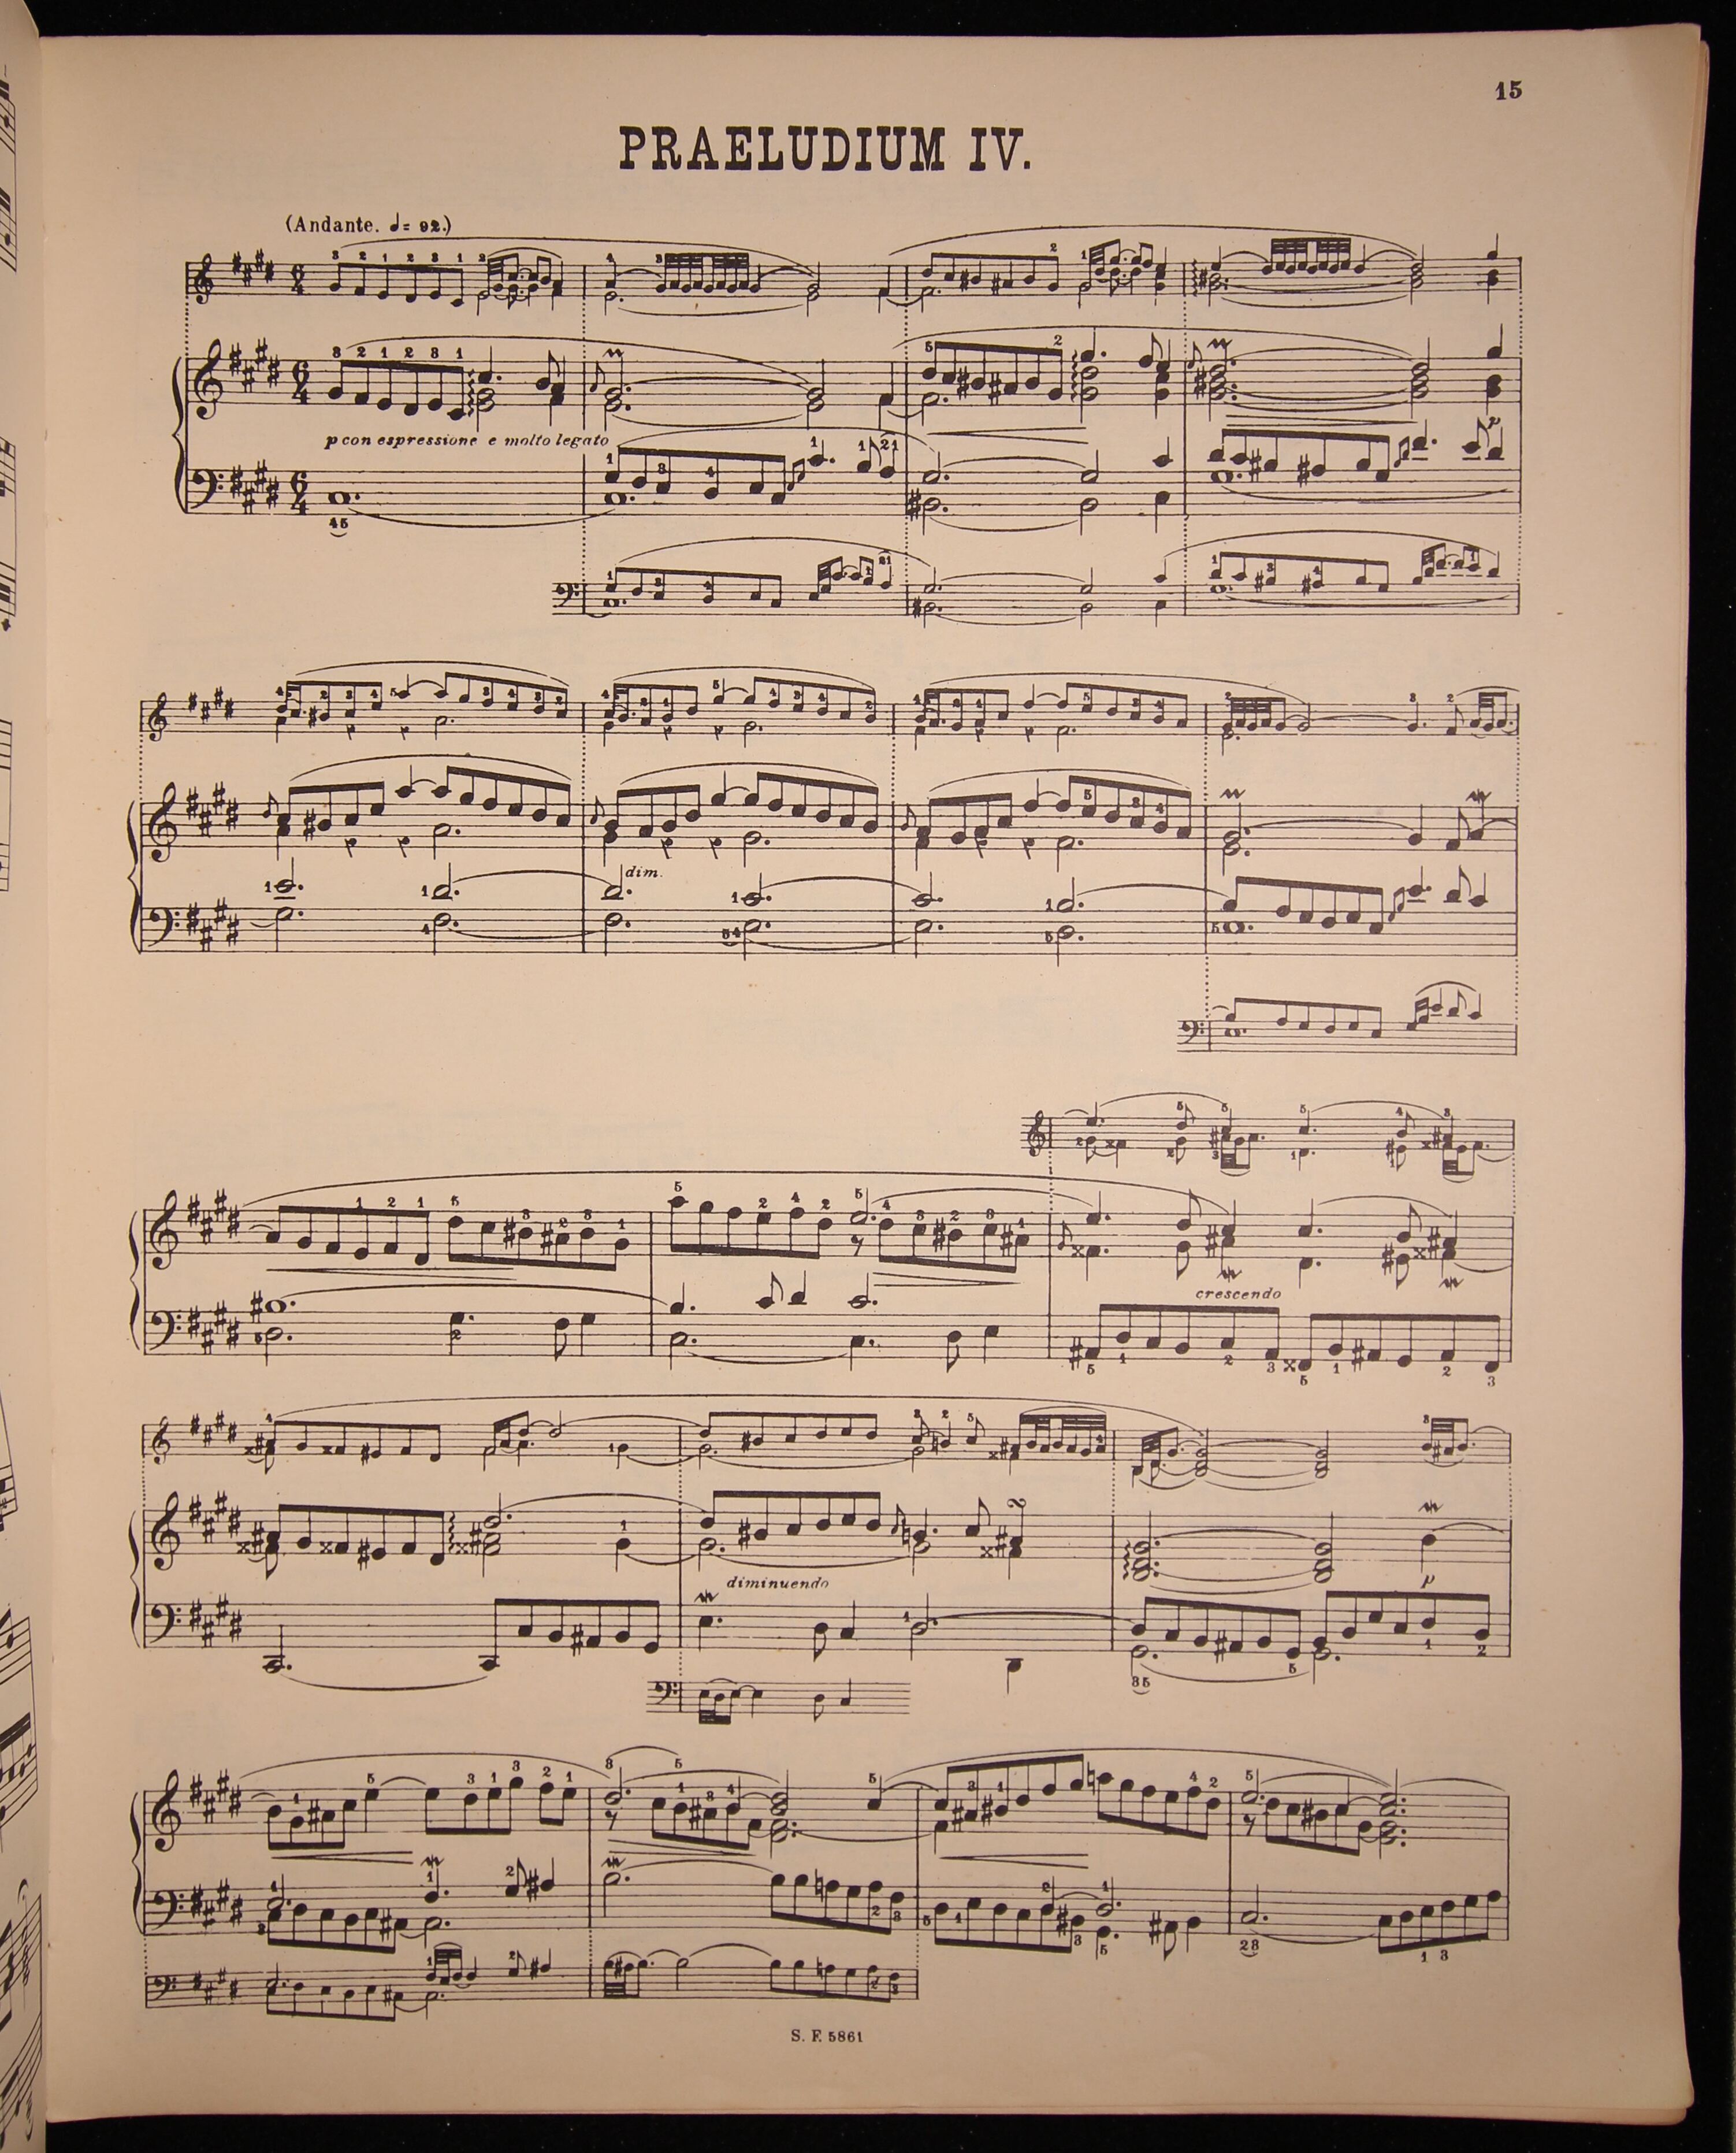 15
PRAELUDIUM IV.
(Andante. 𝅗𝅥= 92.)
p con espressione e molto legato
dim.
crescendo
diminuendo
p
S. F. 5861